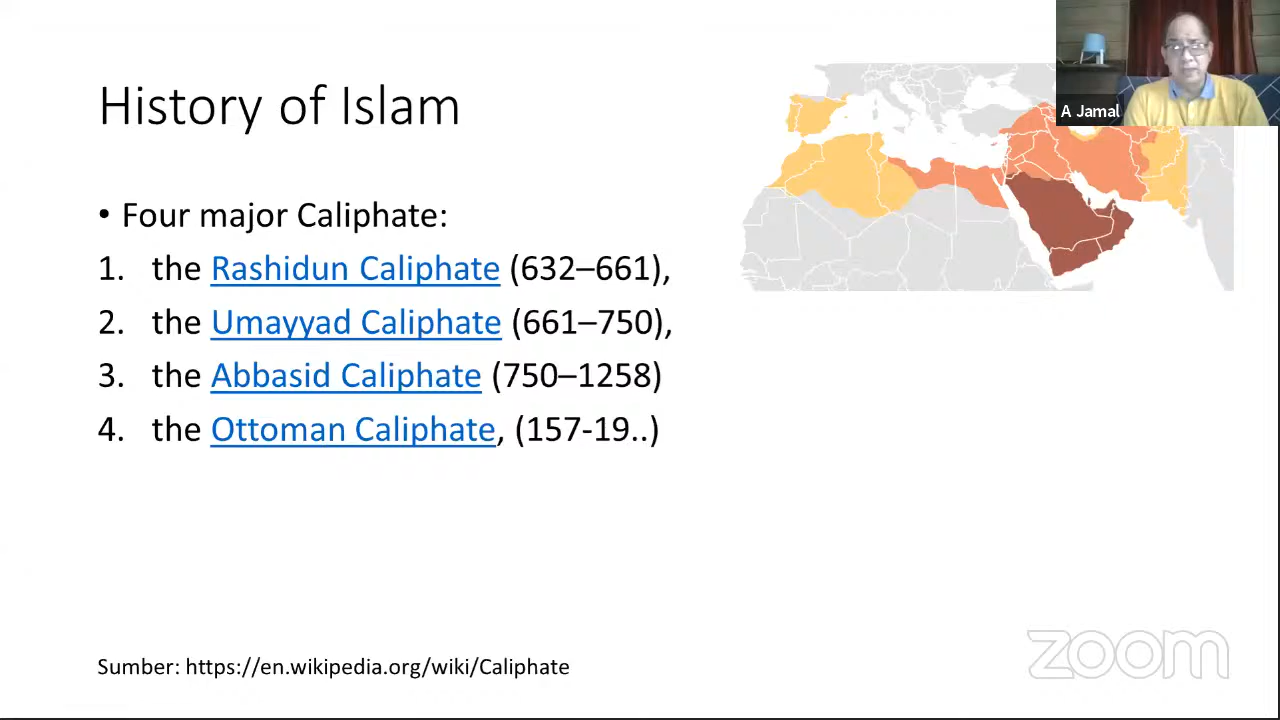 History of Islam
A Jamal
• Four major Caliphate:
1. the Rashidun Caliphate (632–661),
2. the Umayyad Caliphate (661–750),
3. the Abbasid Caliphate (750–1258)
4. the Ottoman Caliphate, (157-19..)
Sumber: https://en.wikipedia.org/wiki/Caliphate
zoom